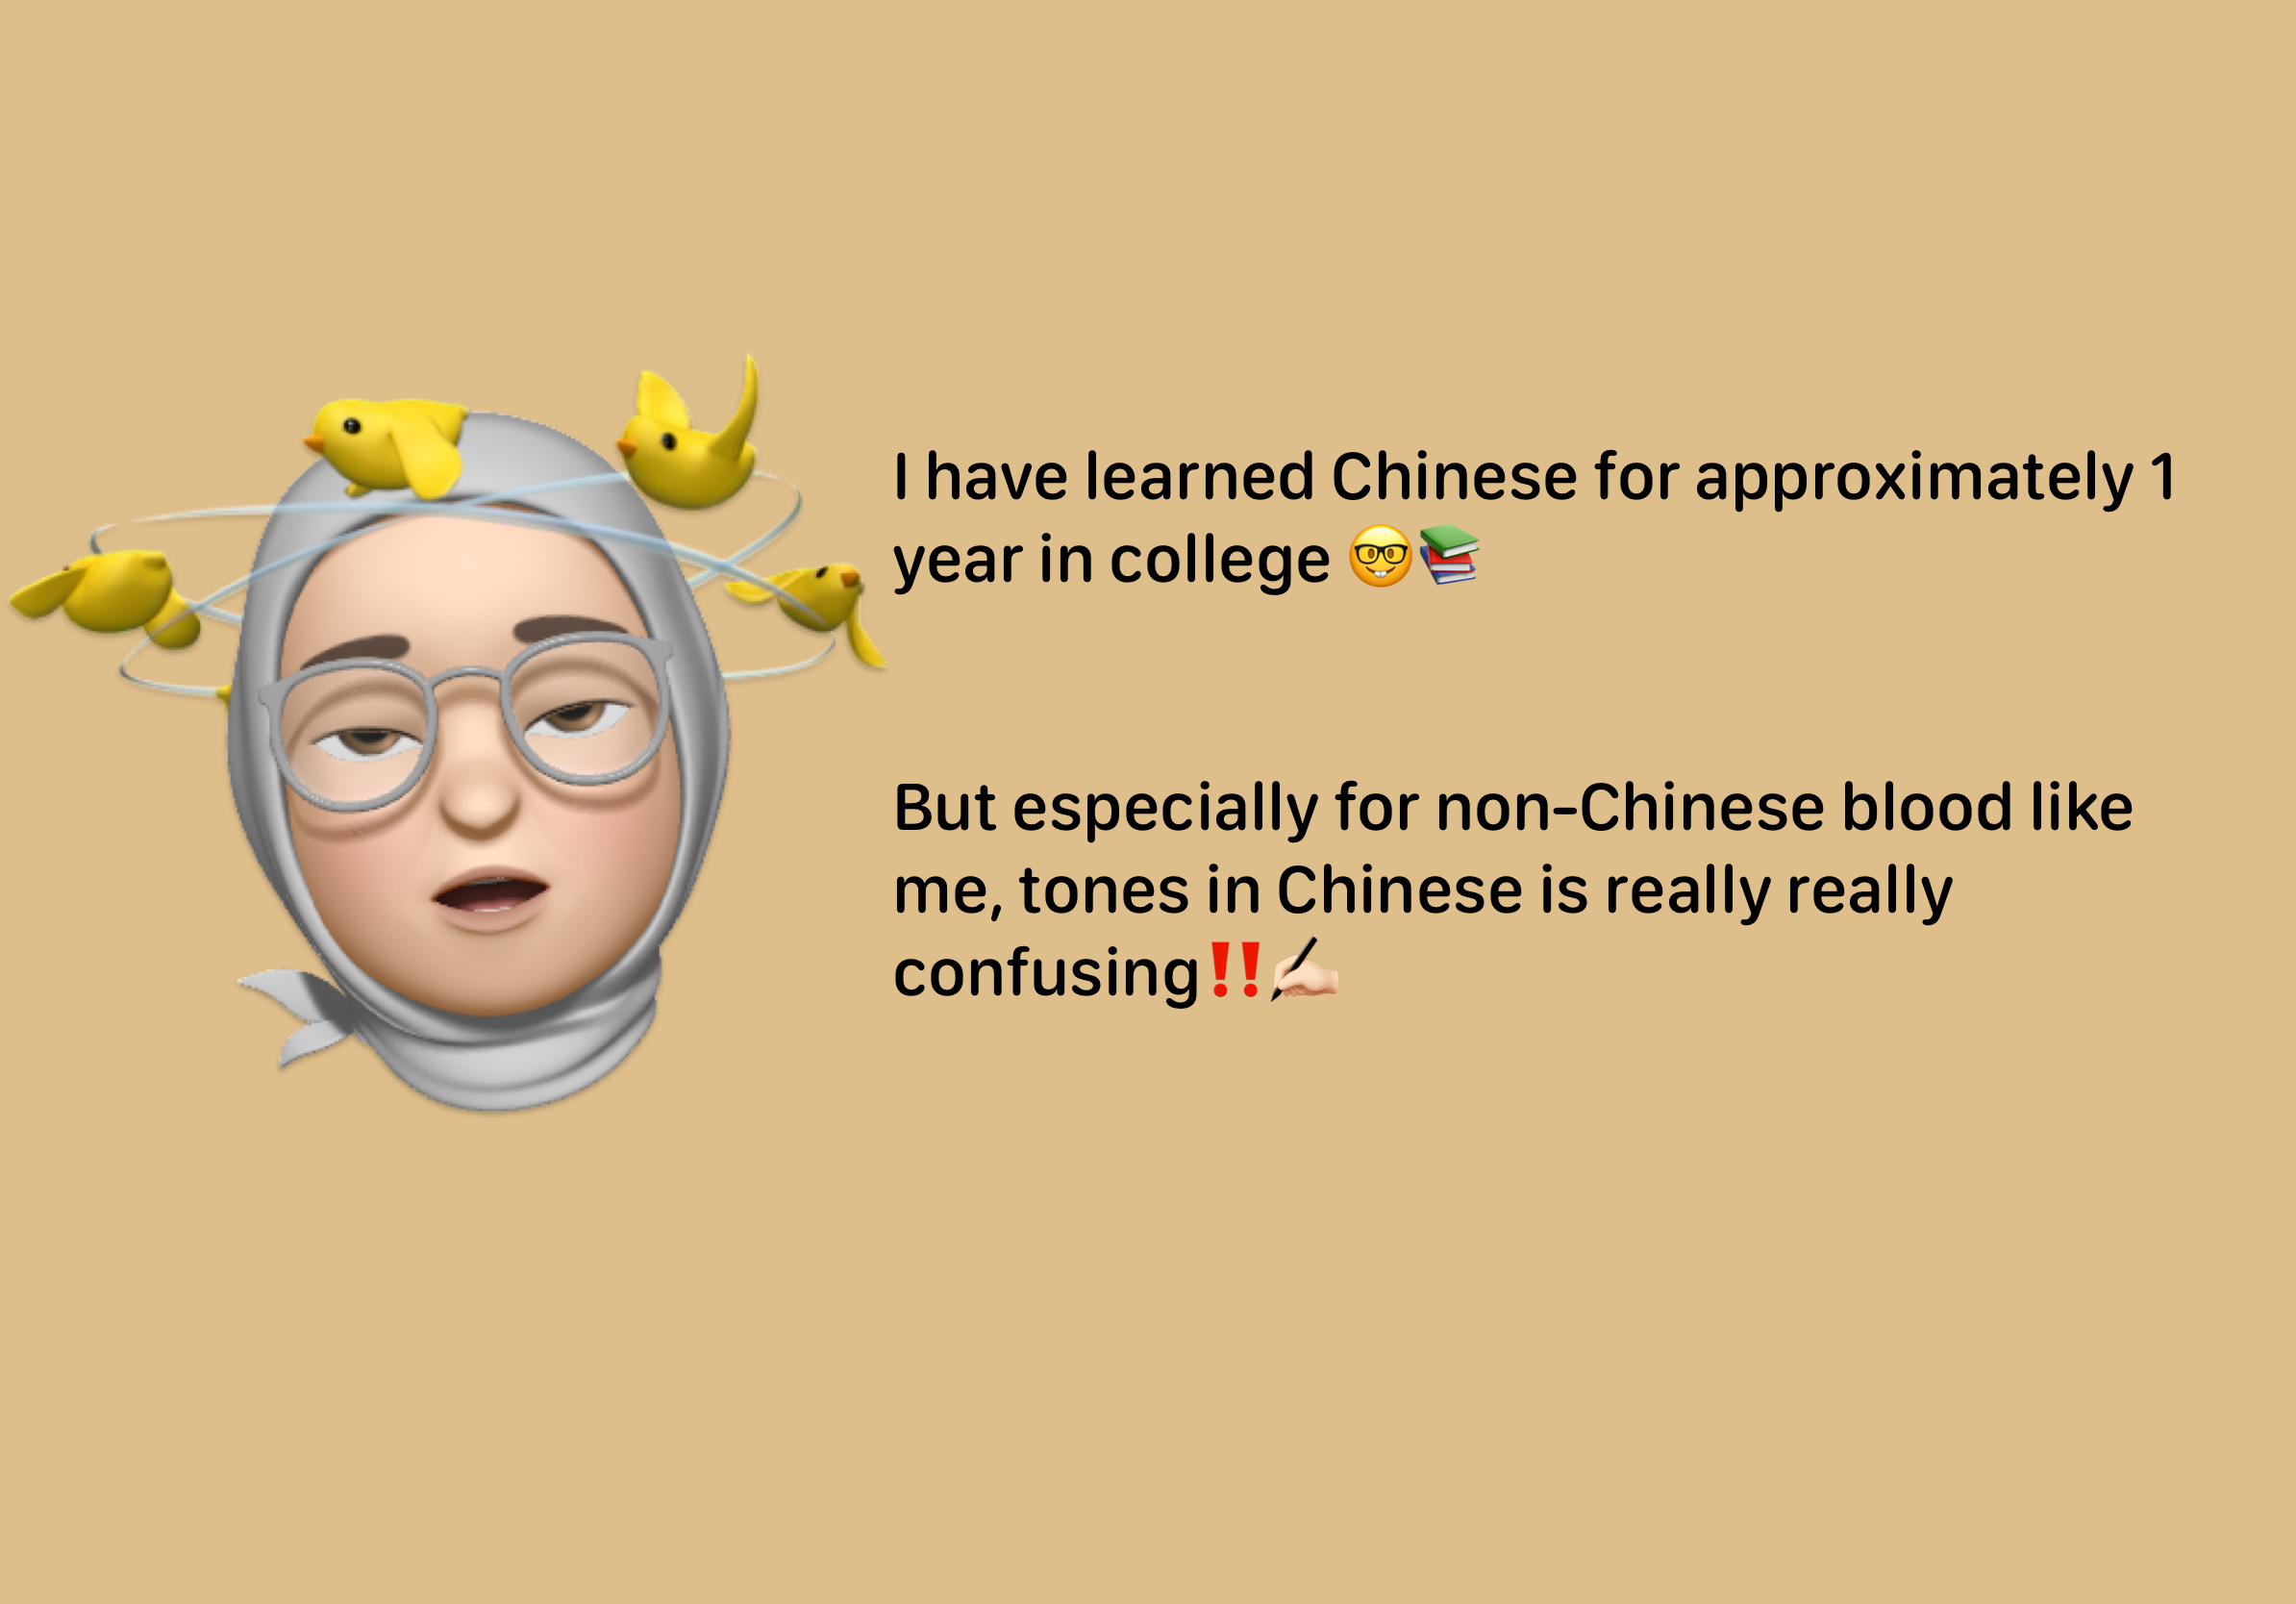 I have learned Chinese for approximately 1
year in college 🤓📚
But especially for non-Chinese blood like
me, tones in Chinese is really really
confusing‼️✍🏻